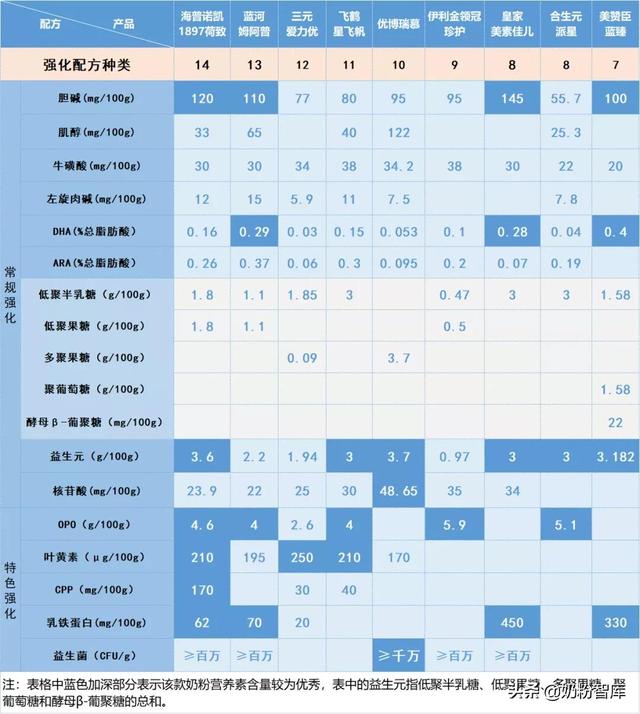 配方 产品 海普诺凯1897荷致 蓝河姆阿普 三元爱力优 飞鹤星飞帆 优博瑞慕 伊利金领冠珍护 皇家美素佳儿 合生元派星 美赞臣蓝臻
强化配方种类 14 13 12 11 10 9 8 8 7
常规强化
胆碱(mg/100g) 120 110 77 80 95 95 145 55.7 100
肌醇(mg/100g) 33 65 40 122 25.3
牛磺酸(mg/100g) 30 30 34 38 34.2 38 30 22 20
左旋肉碱(mg/100g) 12 15 5.9 11 7.5 7.8
DHA(%总脂肪酸) 0.16 0.29 0.03 0.15 0.053 0.1 0.28 0.04 0.4
ARA(%总脂肪酸) 0.26 0.37 0.06 0.3 0.095 0.2 0.07 0.19
低聚半乳糖（g/100g) 1.8 1.1 1.85 3 0.47 3 3 1.58
低聚果糖（g/100g) 1.8 1.1 0.5
多聚果糖（g/100g) 0.09 3.7
聚葡萄糖（g/100g) 1.58
酵母β-葡聚糖（mg/100g) 22
益生元（g/100g) 3.6 2.2 1.94 3 3.7 0.97 3 3 3.182
核苷酸(mg/100g) 23.9 22 25 30 48.65 35 34
特色强化
OPO（g/100g) 4.6 4 2.6 4 5.9 5.1
叶黄素（μg/100g) 210 195 250 210 170
CPP（mg/100g) 170 30 40
乳铁蛋白(mg/100g) 62 70 20 450 330
益生菌（CFU/g) ≥百万 ≥百万 ≥千万 ≥百万 ≥百万
注：表格中蓝色加深部分表示该款奶粉营养素含量较为优秀，表中的益生元指低聚半乳糖、低聚果糖、多聚果糖、聚
葡萄糖和酵母β-葡聚糖的总和。
头条@奶粉智库